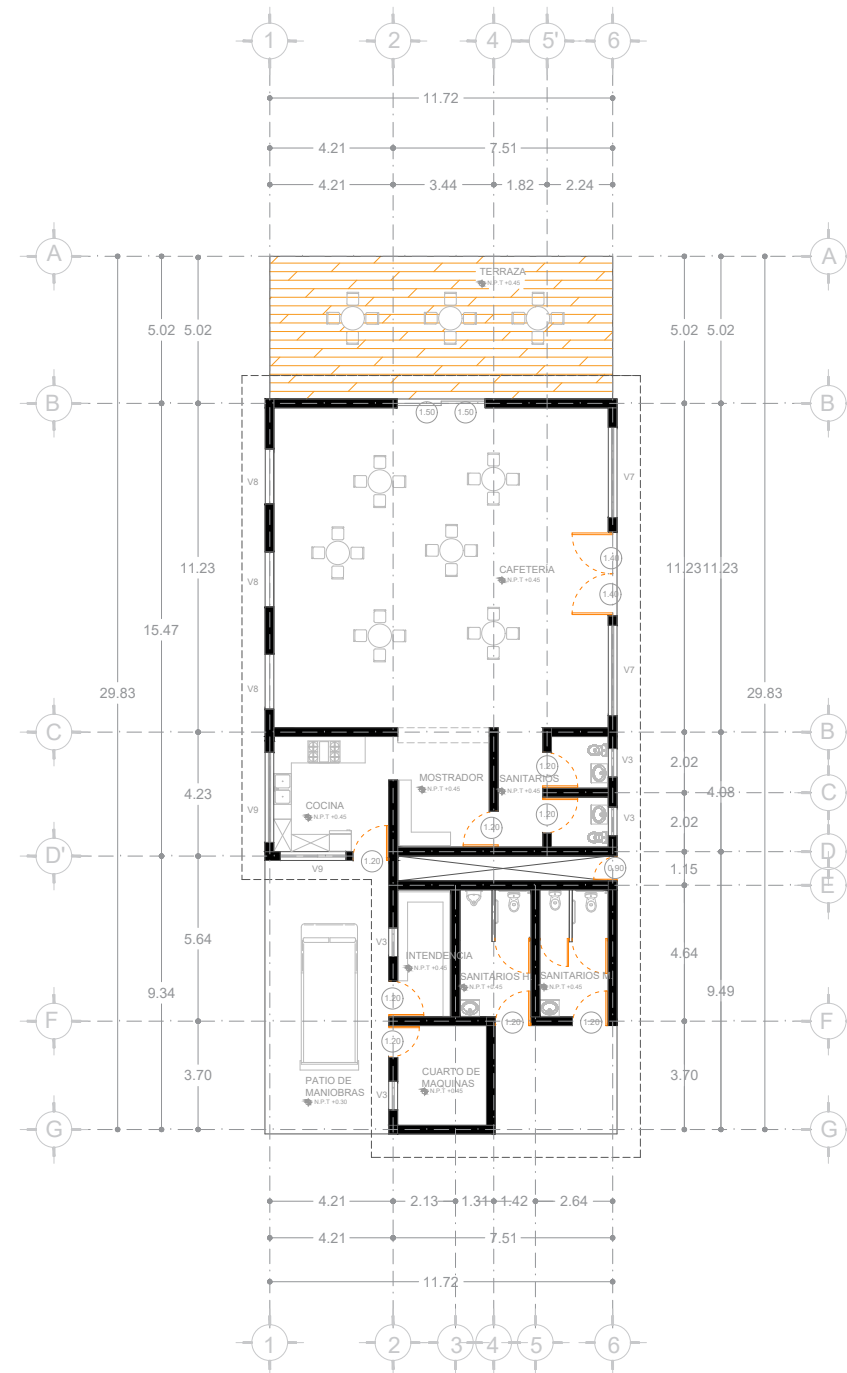 1 2 4 5' 6
11.72
4.21 7.51
4.21 3.44 1.82 2.24
A A
TERRAZA
N.P.T +0.45
5.02 5.02 5.02 5.02
B B
1.50 1.50
V8 V7
1.40
11.23 CAFETERIA 11.23 11.23
N.P.T +0.45
V8 1.40
15.47
V8 V7
29.83 29.83
C B
V3
1.20
2.02
MOSTRADOR SANITARIOS
N.P.T +0.45 N.P.T +0.45
C
4.08
COCINA
N.P.T +0.45
4.23 V9 1.20 1.20 V3 2.02
D' D
1.20 0.90
V9 1.15
E
5.64 V3 4.64
INTENDENCIA
N.P.T +0.45
SANITARIOS H SANITARIOS M
N.P.T +0.45 N.P.T +0.45
9.34 9.49
1.20
F 1.20 1.20 F
1.20
CUARTO DE
MAQUINAS
N.P.T +0.45
PATIO DE
MANIOBRAS
N.P.T +0.30
3.70 V3 3.70
G G
4.21 2.13 1.31 1.42 2.64
4.21 7.51
11.72
1 2 3 4 5 6